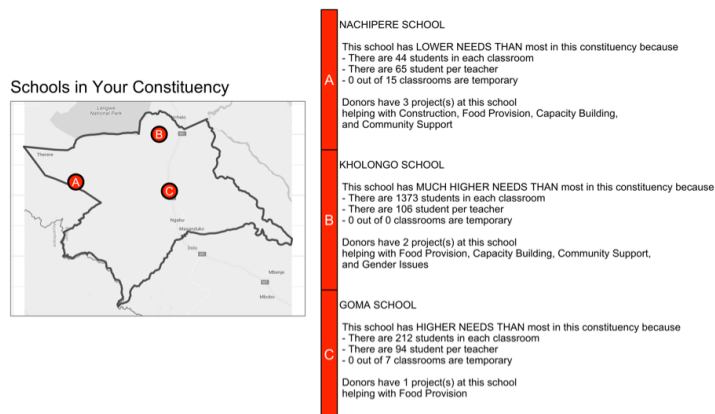 Schools in Your Constituency
Lengwe
National Park
Therere
Ngabu
Dolo
Mbenje
A
B
C
A
NACHIPERE SCHOOL
This school has LOWER NEEDS THAN most in this constituency because
- There are 44 students in each classroom
- There are 65 student per teacher
- 0 out of 15 classrooms are temporary
Donors have 3 project(s) at this school
helping with Construction, Food Provision, Capacity Building,
and Community Support
B
KHOLONGO SCHOOL
This school has MUCH HIGHER NEEDS THAN most in this constituency because
- There are 1373 students in each classroom
- There are 106 student per teacher
- 0 out of 0 classrooms are temporary
Donors have 2 project(s) at this school
helping with Food Provision, Capacity Building, Community Support,
and Gender Issues
C
GOMA SCHOOL
This school has HIGHER NEEDS THAN most in this constituency because
- There are 212 students in each classroom
- There are 94 student per teacher
- 0 out of 7 classrooms are temporary
Donors have 1 project(s) at this school
helping with Food Provision